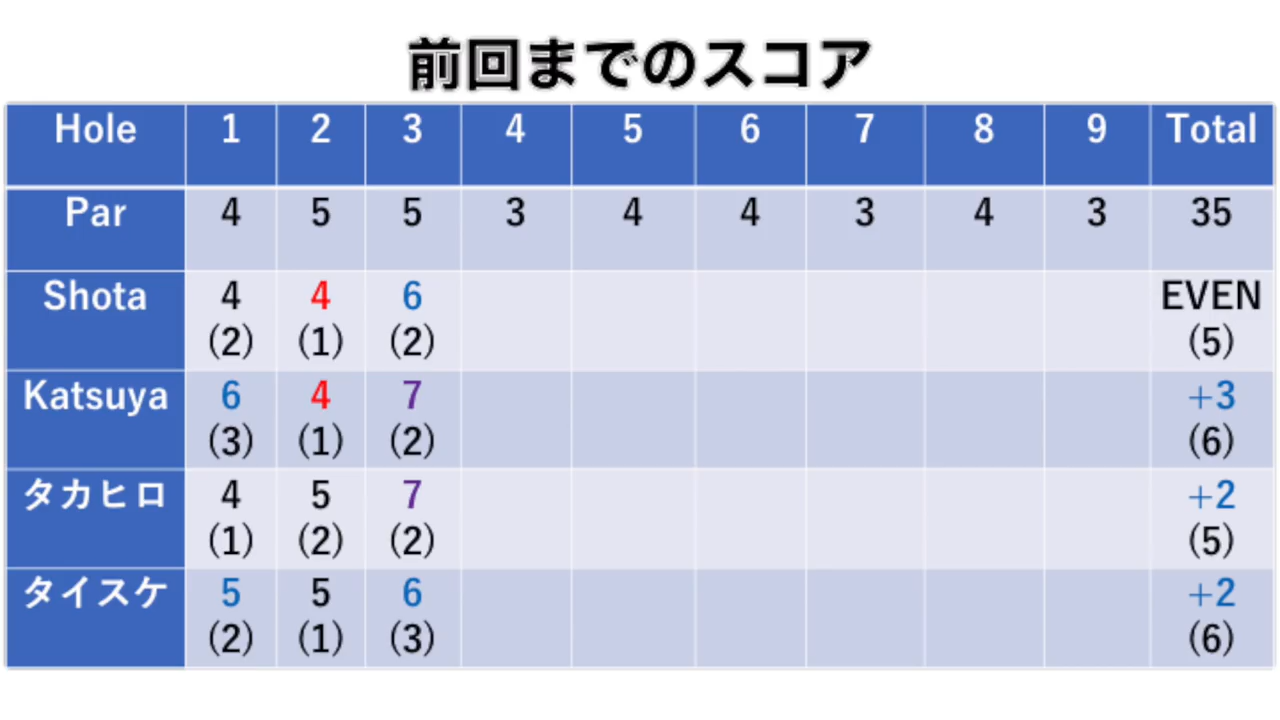 前回までのスコア
Hole 1 2 3 4 5 6 7 8 9 Total
Par 4 5 5 3 4 4 3 4 3 35
Shota 4 4 6 EVEN
(2) (1) (2) (5)
Katsuya 6 4 7 +3
(3) (1) (2) (6)
タカヒロ 4 5 7 +2
(1) (2) (2) (5)
タイスケ 5 5 6 +2
(2) (1) (3) (6)